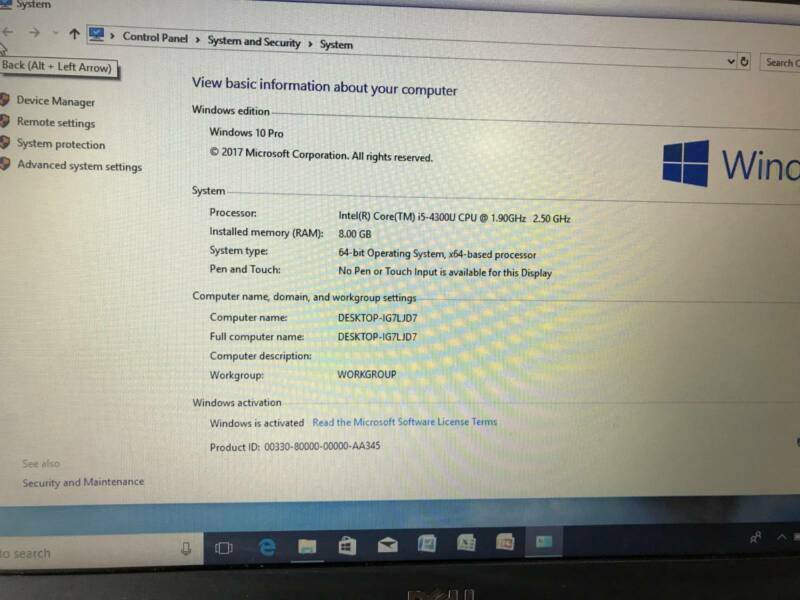 System
Control Panel > System and Security > System
Search
Back (Alt + Left Arrow)
Device Manager
Remote settings
System protection
Advanced system settings
View basic information about your computer
Windows edition
Windows 10 Pro
© 2017 Microsoft Corporation. All rights reserved.
Wind
System
Processor: Intel(R) Core(TM) i5-4300U CPU @ 1.90GHz 2.50 GHz
Installed memory (RAM): 8.00 GB
System type: 64-bit Operating System, x64-based processor
Pen and Touch: No Pen or Touch Input is available for this Display
Computer name, domain, and workgroup settings
Computer name: DESKTOP-IG7LJD7
Full computer name: DESKTOP-IG7LJD7
Computer description:
Workgroup: WORKGROUP
Windows activation
Windows is activated Read the Microsoft Software License Terms
Product ID: 00330-80000-00000-AA345
See also
Security and Maintenance
to search
DELL